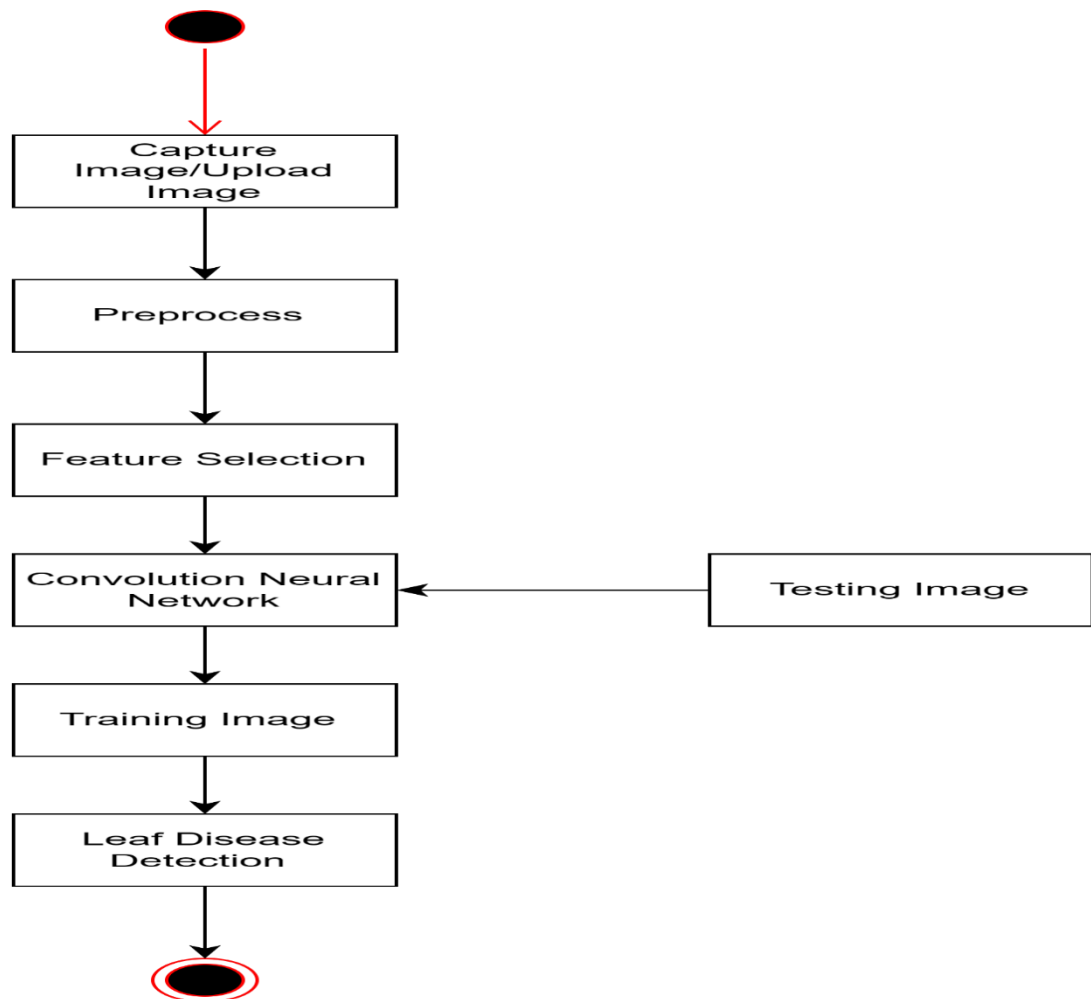 Capture
Image/Upload
Image
Preprocess
Feature Selection
Convolution Neural
Network
Testing Image
Training Image
Leaf Disease
Detection